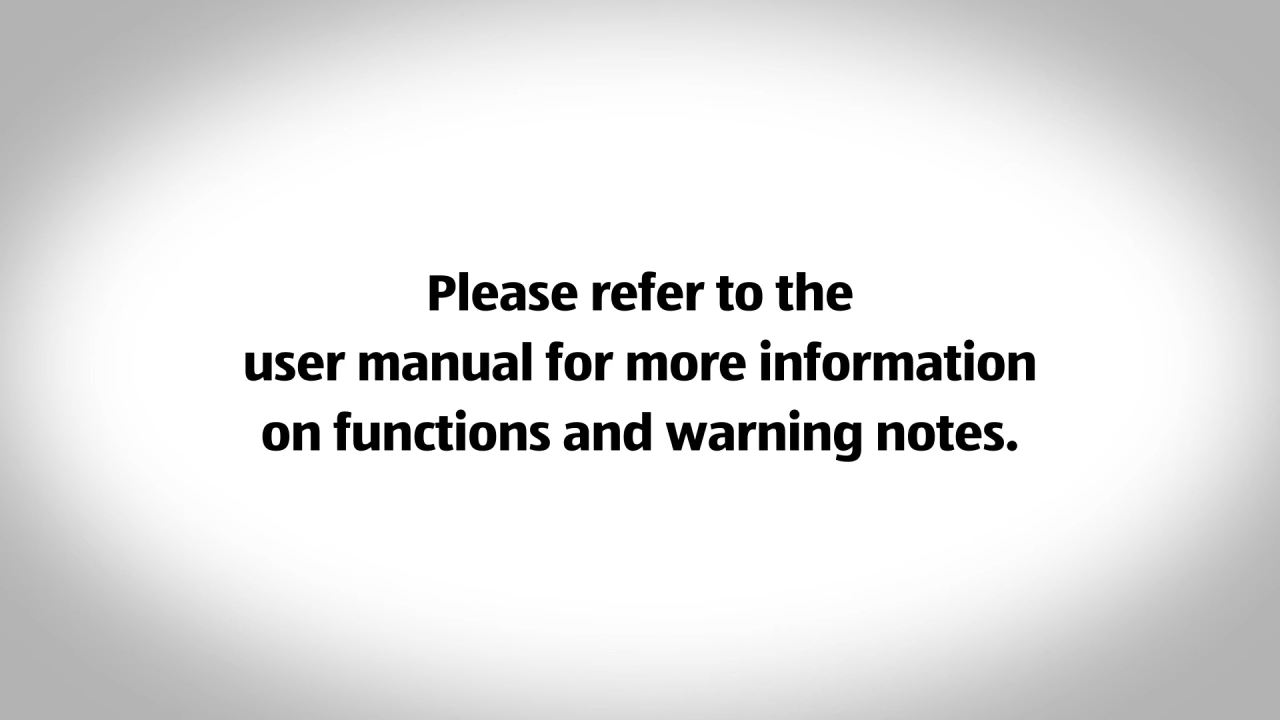 Please refer to the
user manual for more information
on functions and warning notes.